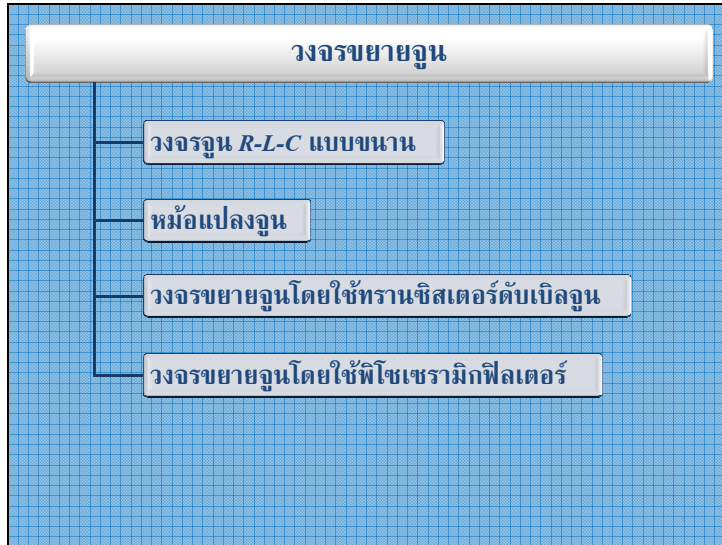 วงจรขยายจูน
วงจรจูน R-L-C แบบขนาน
หม้อแปลงจูน
วงจรขยายจูนโดยใช้ทรานซิสเตอร์ดับเบิลจูน
วงจรขยายจูนโดยใช้พิโซเซรามิกฟิลเตอร์